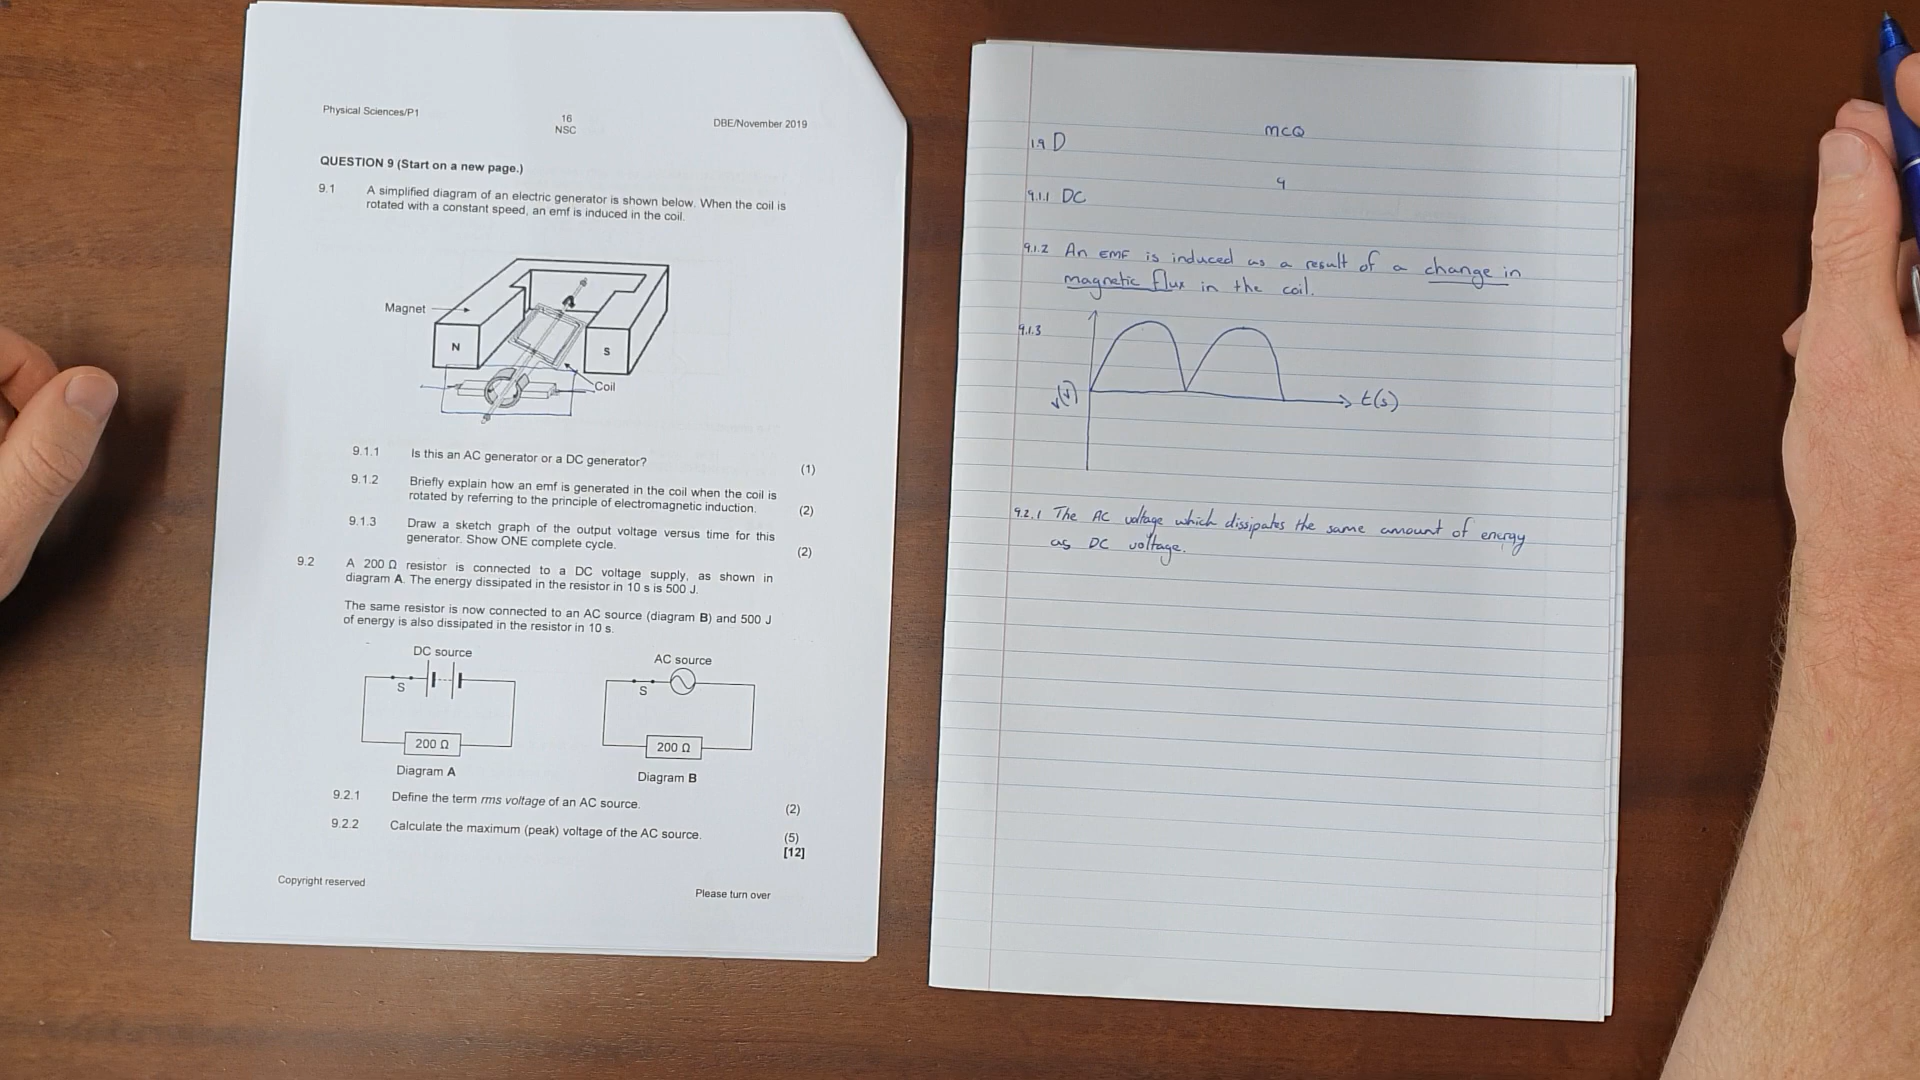 Physical Sciences/P1
16
NSC
DBE/November 2019
QUESTION 9 (Start on a new page.)
9.1 A simplified diagram of an electric generator is shown below. When the coil is
rotated with a constant speed, an emf is induced in the coil.
Magnet
N
S
Coil
9.1.1 Is this an AC generator or a DC generator? (1)
9.1.2 Briefly explain how an emf is generated in the coil when the coil is
rotated by referring to the principle of electromagnetic induction. (2)
9.1.3 Draw a sketch graph of the output voltage versus time for this
generator. Show ONE complete cycle. (2)
9.2 A 200 Ω resistor is connected to a DC voltage supply, as shown in
diagram A. The energy dissipated in the resistor in 10 s is 500 J.
The same resistor is now connected to an AC source (diagram B) and 500 J
of energy is also dissipated in the resistor in 10 s.
DC source
S
200 Ω
Diagram A
AC source
S
200 Ω
Diagram B
9.2.1 Define the term rms voltage of an AC source. (2)
9.2.2 Calculate the maximum (peak) voltage of the AC source. (5)
[12]
Copyright reserved
Please turn over
MCQ
1.9 D
9
9.1.1 DC
9.1.2 An EMF is induced as a result of a change in
magnetic flux in the coil.
9.1.3
V(V)
t(s)
9.2.1 The AC voltage which dissipates the same amount of energy
as DC voltage.